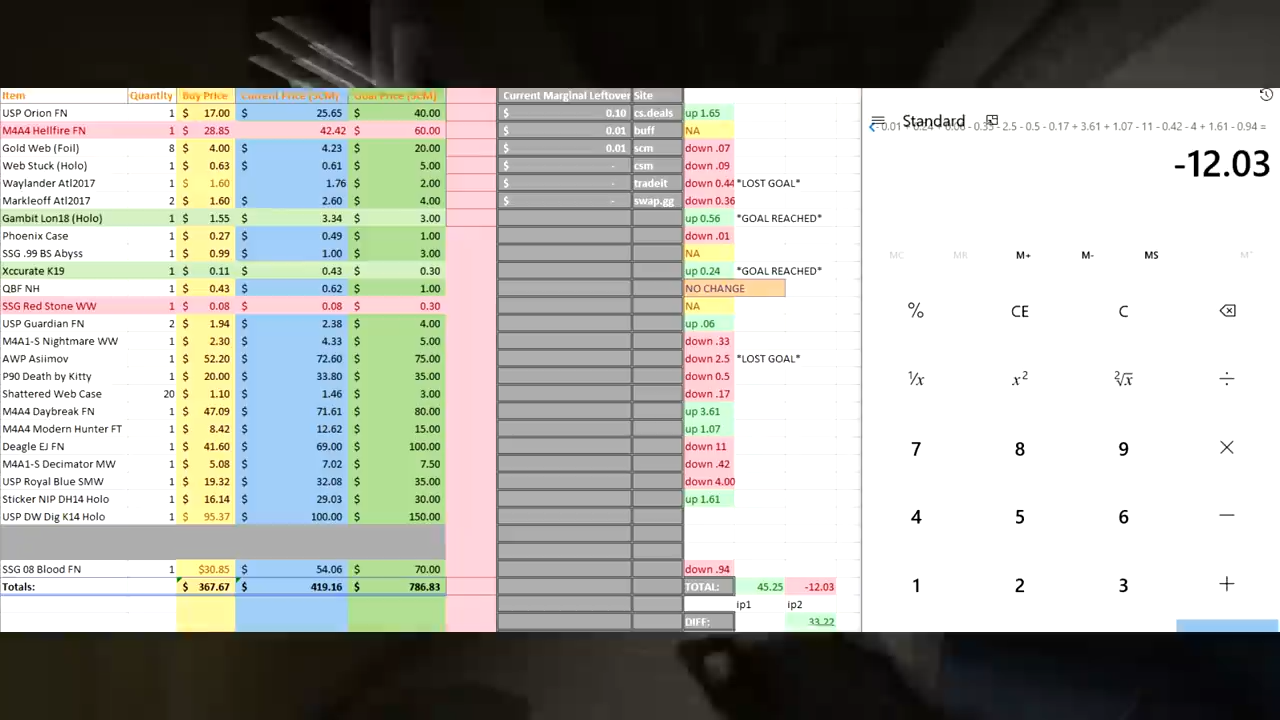 Item Quantity Buy Price Current Price (SCM) Goal Price (SCM) Current Marginal Leftover Site
USP Orion FN 1 $ 17.00 $ 25.65 $ 40.00 $ 0.10 cs.deals up 1.65
M4A4 Hellfire FN 1 $ 28.85 42.42 $ 60.00 $ 0.01 buff NA
Gold Web (Foil) 8 $ 4.00 $ 4.23 $ 20.00 $ 0.01 scm down .07
Web Stuck (Holo) 1 $ 0.63 $ 0.61 $ 5.00 $ - csm down .09
Waylander Atl2017 1 $ 1.60 1.76 $ 2.00 $ - tradeit down 0.44 *LOST GOAL*
Markleoff Atl2017 2 $ 1.60 $ 2.60 $ 4.00 $ - swap.gg down 0.36
Gambit Lon18 (Holo) 1 $ 1.55 $ 3.34 $ 3.00 up 0.56 *GOAL REACHED*
Phoenix Case 1 $ 0.27 $ 0.49 $ 1.00 down .01
SSG .99 BS Abyss 1 $ 0.99 $ 1.00 $ 3.00 NA
Xccurate K19 1 $ 0.11 $ 0.43 $ 0.30 up 0.24 *GOAL REACHED*
QBF NH 1 $ 0.43 $ 0.62 $ 1.00 NO CHANGE
SSG Red Stone WW 1 $ 0.08 $ 0.08 $ 0.30 NA
USP Guardian FN 2 $ 1.94 $ 2.38 $ 4.00 up .06
M4A1-S Nightmare WW 1 $ 2.30 $ 4.33 $ 5.00 down .33
AWP Asiimov 1 $ 52.20 $ 72.60 $ 75.00 down 2.5 *LOST GOAL*
P90 Death by Kitty 1 $ 20.00 $ 33.80 $ 35.00 down 0.5
Shattered Web Case 20 $ 1.10 $ 1.46 $ 3.00 down .17
M4A4 Daybreak FN 1 $ 47.09 $ 71.61 $ 80.00 up 3.61
M4A4 Modern Hunter FT 1 $ 8.42 $ 12.62 $ 15.00 up 1.07
Deagle EJ FN 1 $ 41.60 $ 69.00 $ 100.00 down 11
M4A1-S Decimator MW 1 $ 5.08 $ 7.02 $ 7.50 down .42
USP Royal Blue SMW 1 $ 19.32 $ 32.08 $ 35.00 down 4.00
Sticker NIP DH14 Holo 1 $ 16.14 $ 29.03 $ 30.00 up 1.61
USP DW Dig K14 Holo 1 $ 95.37 $ 100.00 $ 150.00
SSG 08 Blood FN 1 $30.85 $ 54.06 $ 70.00 down .94
Totals: $ 367.67 $ 419.16 $ 786.83 TOTAL: 45.25 -12.03
ip1 ip2
DIFF: 33.22
Standard
- 0.35 - 2.5 - 0.5 - 0.17 + 3.61 + 1.07 - 11 - 0.42 - 4 + 1.61 - 0.94 =
-12.03
MC MR M+ M- MS
% CE C
¹/x x² ²√x ÷
7 8 9 ×
4 5 6 −
1 2 3 +